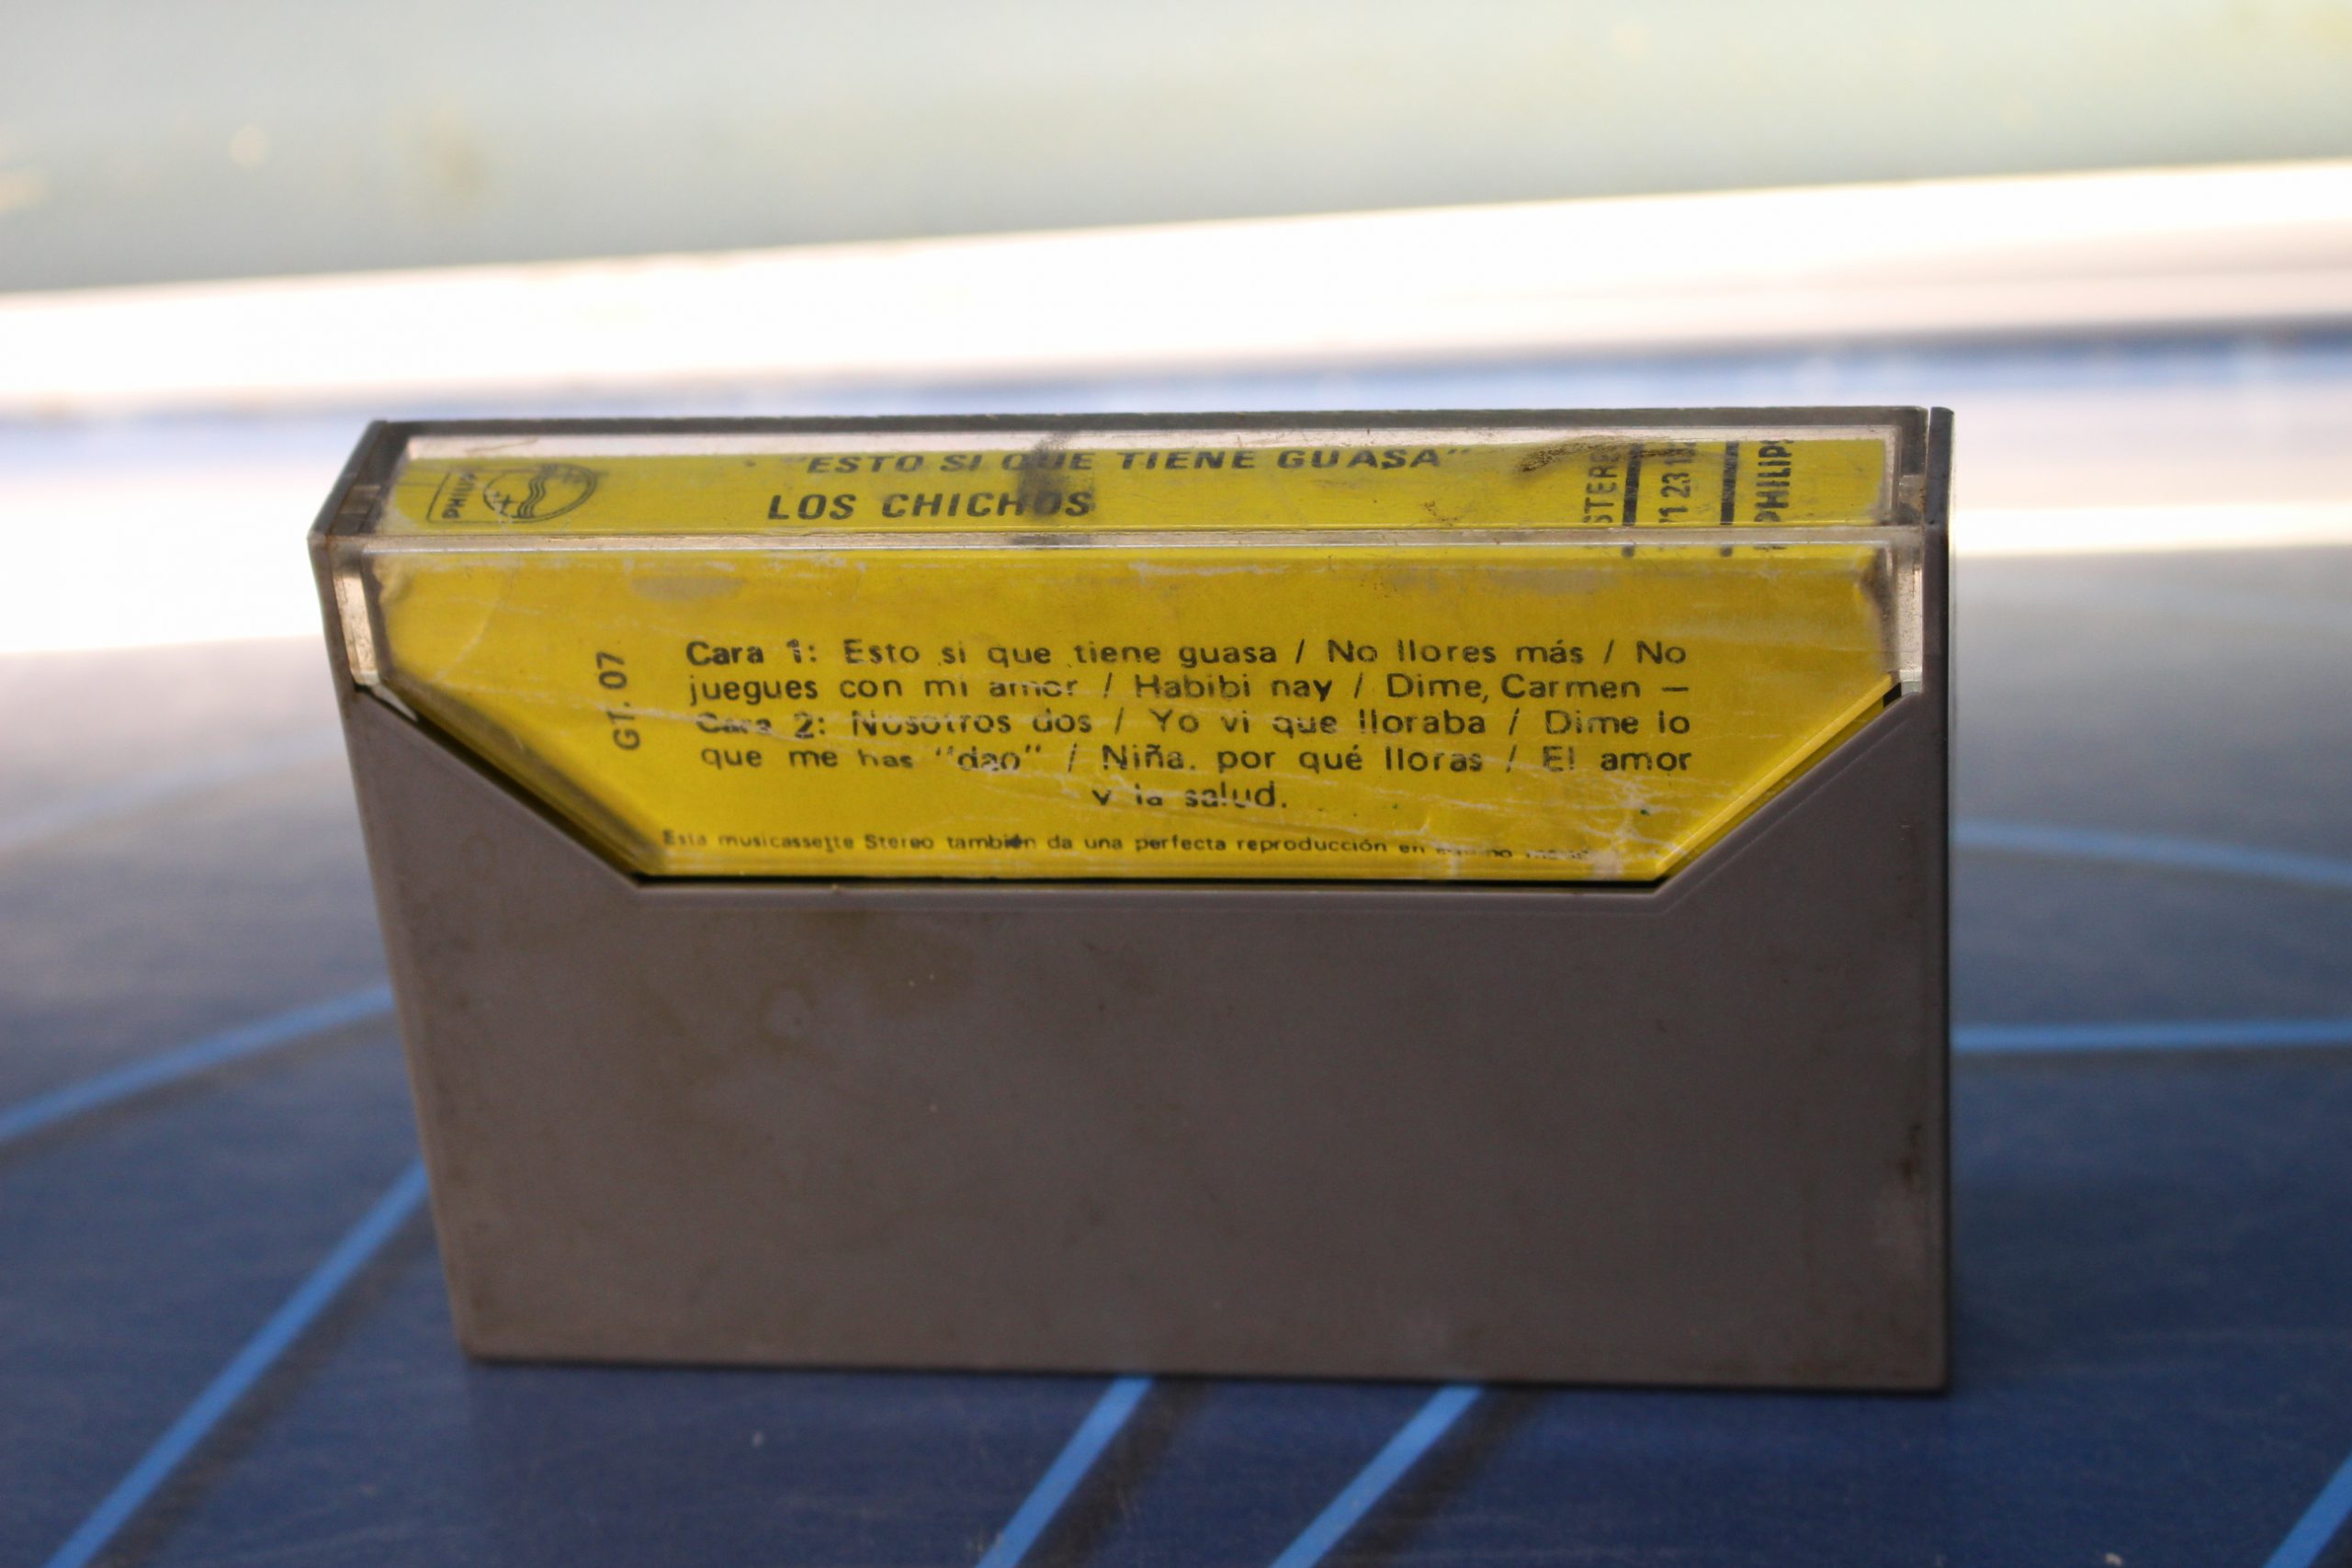 PHILIPS
"ESTO SI QUE TIENE GUASA"
LOS CHICHOS
STEREO
71 23 1
PHILIPS
GT. 07
Cara 1: Esto si que tiene guasa / No llores más / No
juegues con mi amor / Habibi nay / Dime, Carmen —
Cara 2: Nosotros dos / Yo vi que lloraba / Dime lo
que me has "dao" / Niña, por qué lloras / El amor
y la salud.
Esta musicassette Stereo también da una perfecta reproducción en